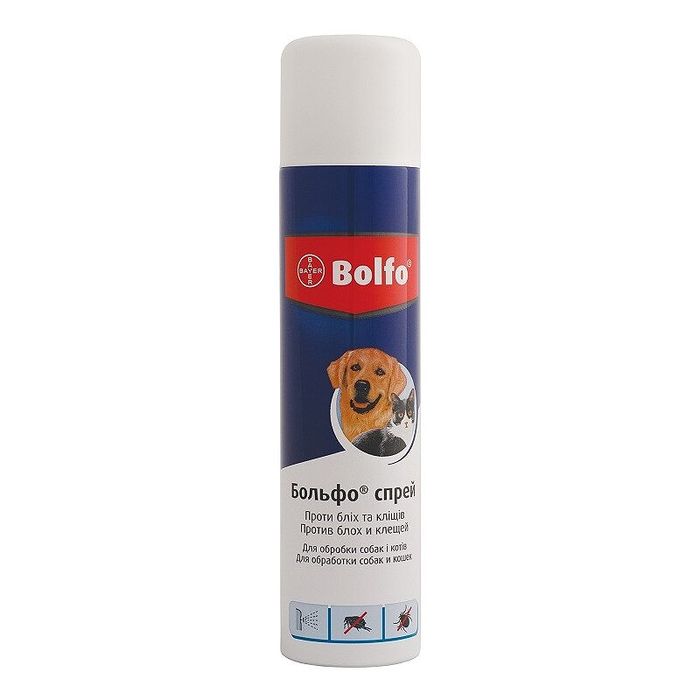 BAYER
BAYER
Bolfo®
Больфо® спрей
Проти бліх та кліщів
Против блох и клещей
Для обробки собак і котів
Для обработки собак и кошек